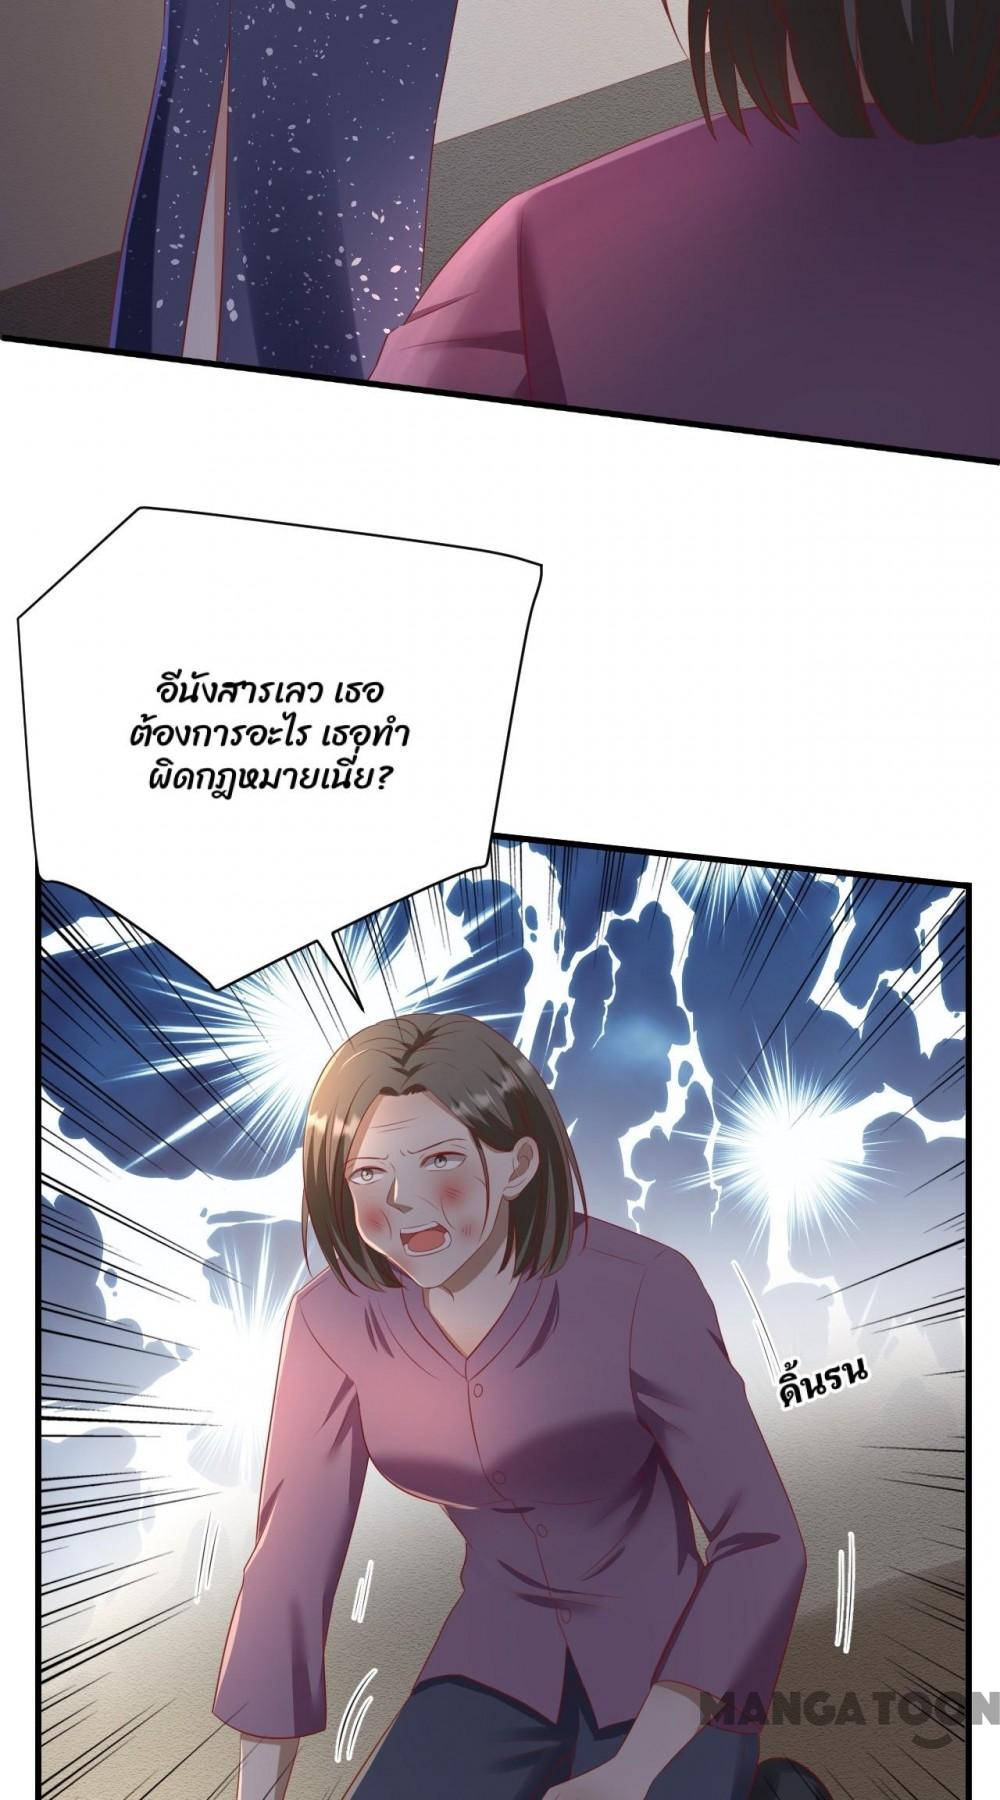 อีนังสารเลว เธอ
ต้องการอะไร เธอทำ
ผิดกฎหมายเนี่ย?
ดิ้นรน
MANGATOON